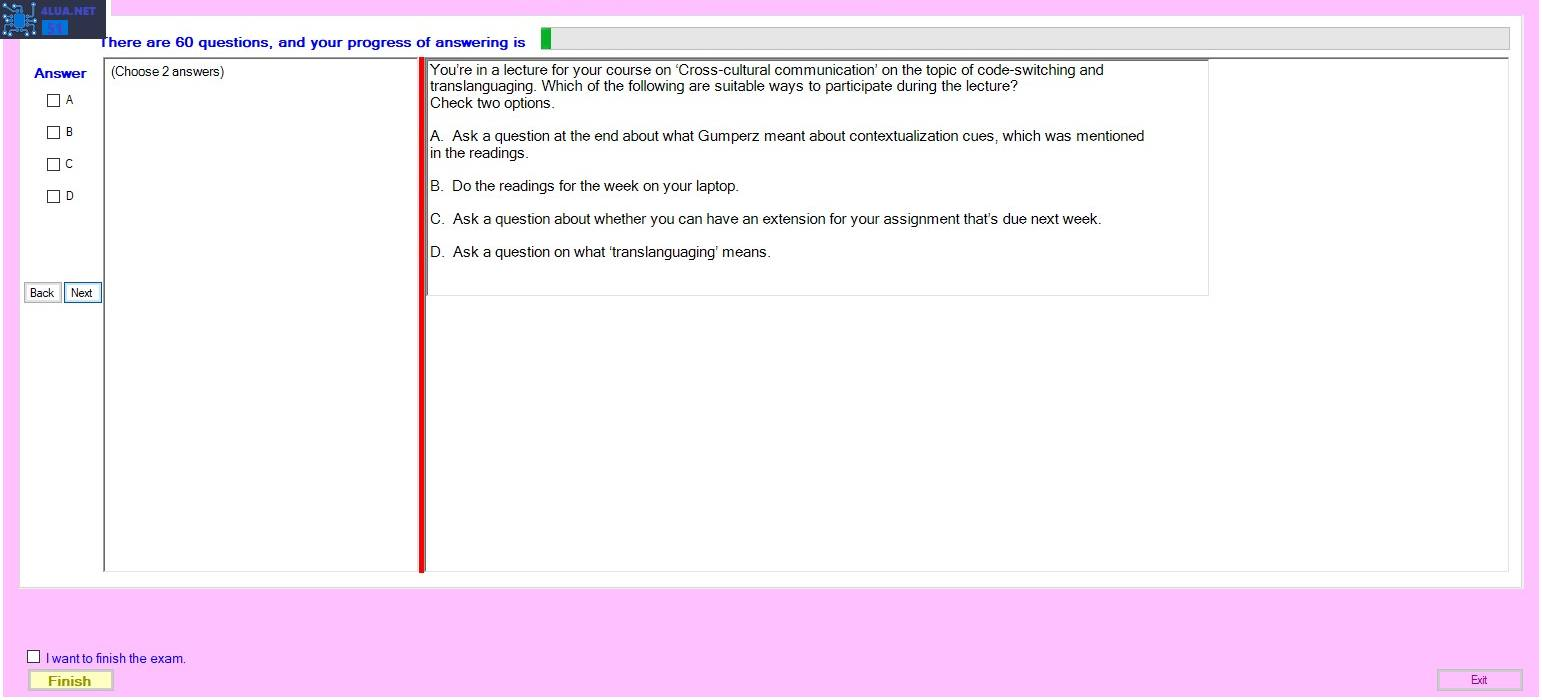 4LUA.NET
51
There are 60 questions, and your progress of answering is
Answer
A
B
C
D
Back
Next
(Choose 2 answers)
You're in a lecture for your course on ‘Cross-cultural communication’ on the topic of code-switching and
translanguaging. Which of the following are suitable ways to participate during the lecture?
Check two options.
A. Ask a question at the end about what Gumperz meant about contextualization cues, which was mentioned
in the readings.
B. Do the readings for the week on your laptop.
C. Ask a question about whether you can have an extension for your assignment that’s due next week.
D. Ask a question on what ‘translanguaging’ means.
I want to finish the exam.
Finish
Exit